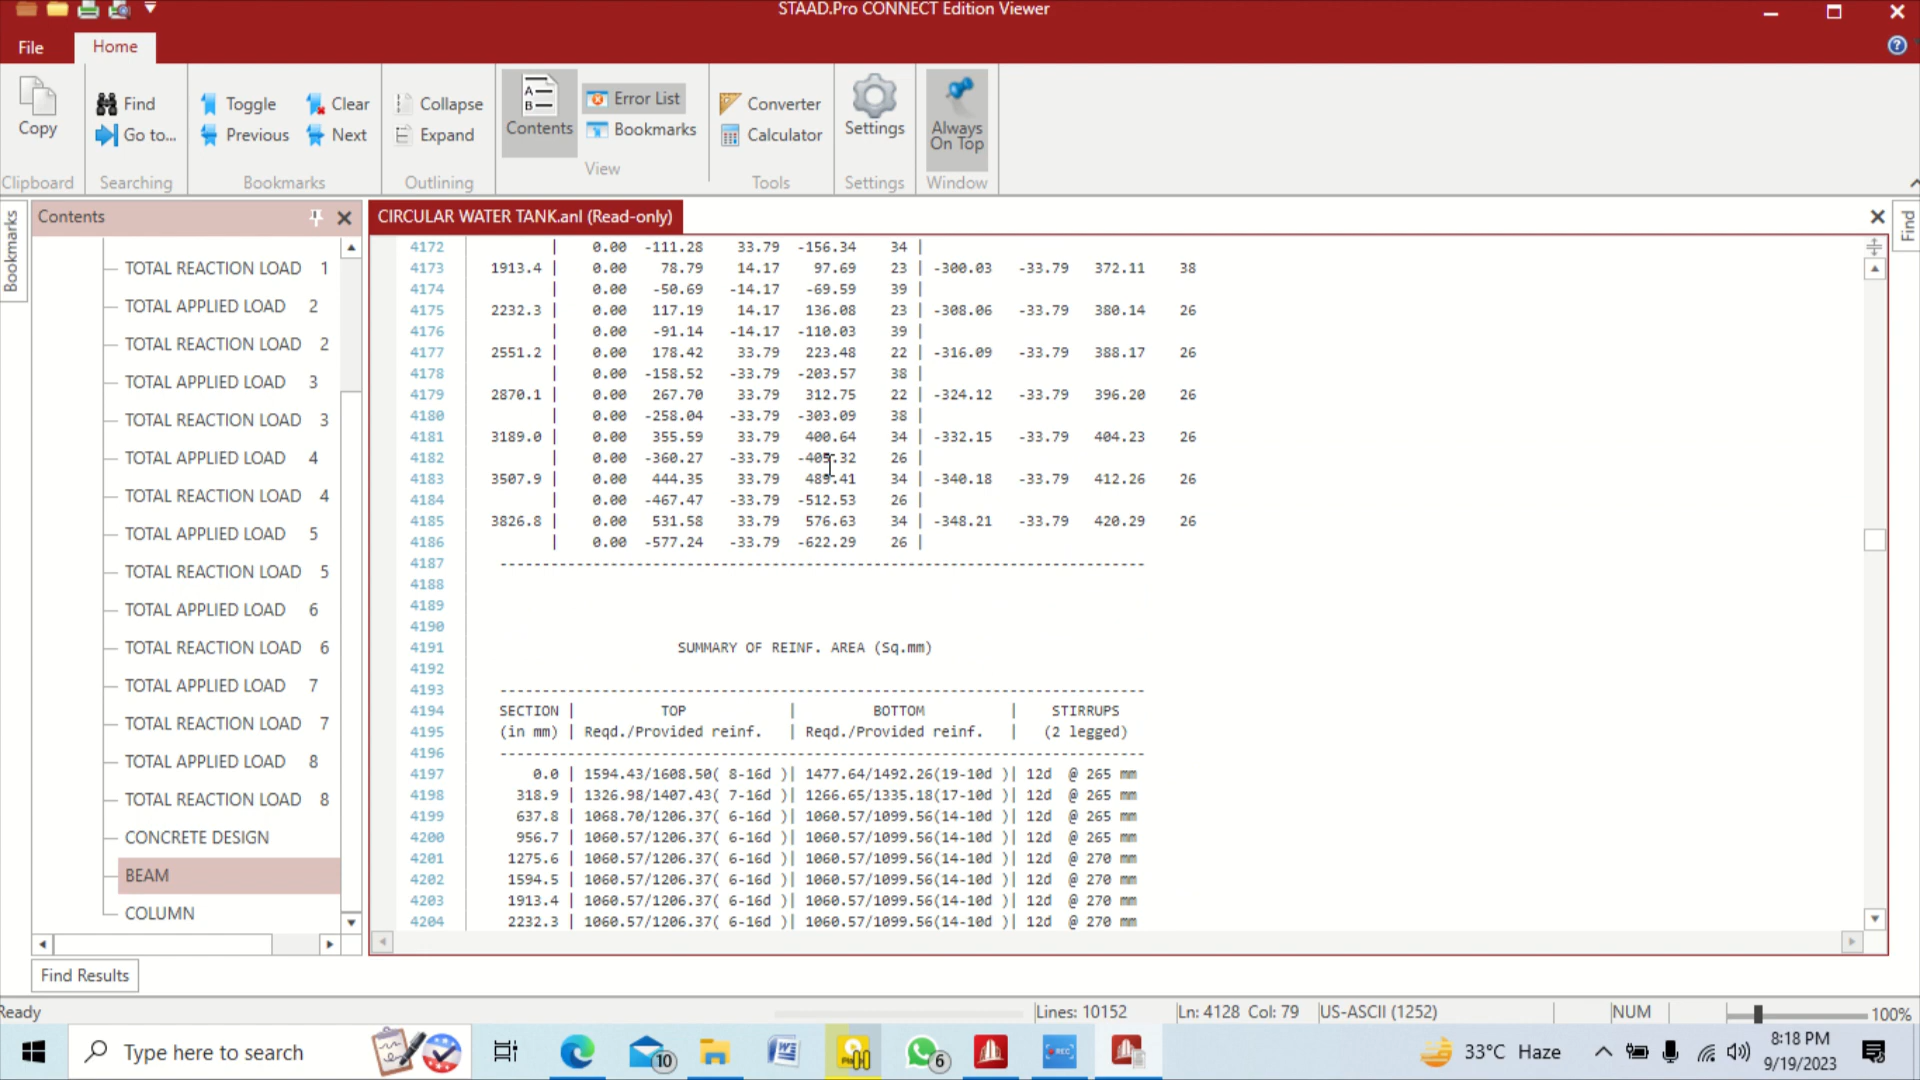 STAAD.Pro CONNECT Edition Viewer
File Home
Copy
Find
Go to...
Toggle
Previous
Clear
Next
Collapse
Expand
A
B
Contents
Error List
Bookmarks
Converter
Calculator
Settings
Always
On Top
Clipboard Searching Bookmarks Outlining View Tools Settings Window
Bookmarks
Contents
TOTAL REACTION LOAD 1
TOTAL APPLIED LOAD 2
TOTAL REACTION LOAD 2
TOTAL APPLIED LOAD 3
TOTAL REACTION LOAD 3
TOTAL APPLIED LOAD 4
TOTAL REACTION LOAD 4
TOTAL APPLIED LOAD 5
TOTAL REACTION LOAD 5
TOTAL APPLIED LOAD 6
TOTAL REACTION LOAD 6
TOTAL APPLIED LOAD 7
TOTAL REACTION LOAD 7
TOTAL APPLIED LOAD 8
TOTAL REACTION LOAD 8
CONCRETE DESIGN
BEAM
COLUMN
CIRCULAR WATER TANK.anl (Read-only)
Find
4172 | 0.00 -111.28 33.79 -156.34 34 |
4173 1913.4 | 0.00 78.79 14.17 97.69 23 | -300.03 -33.79 372.11 38
4174 | 0.00 -50.69 -14.17 -69.59 39 |
4175 2232.3 | 0.00 117.19 14.17 136.08 23 | -308.06 -33.79 380.14 26
4176 | 0.00 -91.14 -14.17 -110.03 39 |
4177 2551.2 | 0.00 178.42 33.79 223.48 22 | -316.09 -33.79 388.17 26
4178 | 0.00 -158.52 -33.79 -203.57 38 |
4179 2870.1 | 0.00 267.70 33.79 312.75 22 | -324.12 -33.79 396.20 26
4180 | 0.00 -258.04 -33.79 -303.09 38 |
4181 3189.0 | 0.00 355.59 33.79 400.64 34 | -332.15 -33.79 404.23 26
4182 | 0.00 -360.27 -33.79 -405.32 26 |
4183 3507.9 | 0.00 444.35 33.79 489.41 34 | -340.18 -33.79 412.26 26
4184 | 0.00 -467.47 -33.79 -512.53 26 |
4185 3826.8 | 0.00 531.58 33.79 576.63 34 | -348.21 -33.79 420.29 26
4186 | 0.00 -577.24 -33.79 -622.29 26 |
4187 ----------------------------------------------------------------------------
4188
4189
4190
4191 SUMMARY OF REINF. AREA (Sq.mm)
4192
4193 ----------------------------------------------------------------------------
4194 SECTION | TOP | BOTTOM | STIRRUPS
4195 (in mm) | Reqd./Provided reinf. | Reqd./Provided reinf. | (2 legged)
4196 ----------------------------------------------------------------------------
4197 0.0 | 1594.43/1608.50( 8-16d )| 1477.64/1492.26(19-10d )| 12d @ 265 mm
4198 318.9 | 1326.98/1407.43( 7-16d )| 1266.65/1335.18(17-10d )| 12d @ 265 mm
4199 637.8 | 1068.70/1206.37( 6-16d )| 1060.57/1099.56(14-10d )| 12d @ 265 mm
4200 956.7 | 1060.57/1206.37( 6-16d )| 1060.57/1099.56(14-10d )| 12d @ 265 mm
4201 1275.6 | 1060.57/1206.37( 6-16d )| 1060.57/1099.56(14-10d )| 12d @ 270 mm
4202 1594.5 | 1060.57/1206.37( 6-16d )| 1060.57/1099.56(14-10d )| 12d @ 270 mm
4203 1913.4 | 1060.57/1206.37( 6-16d )| 1060.57/1099.56(14-10d )| 12d @ 270 mm
4204 2232.3 | 1060.57/1206.37( 6-16d )| 1060.57/1099.56(14-10d )| 12d @ 270 mm
Find Results
Ready Lines: 10152 Ln: 4128 Col: 79 US-ASCII (1252) NUM 100%
Type here to search
10
6
REC
33°C Haze
8:18 PM
9/19/2023